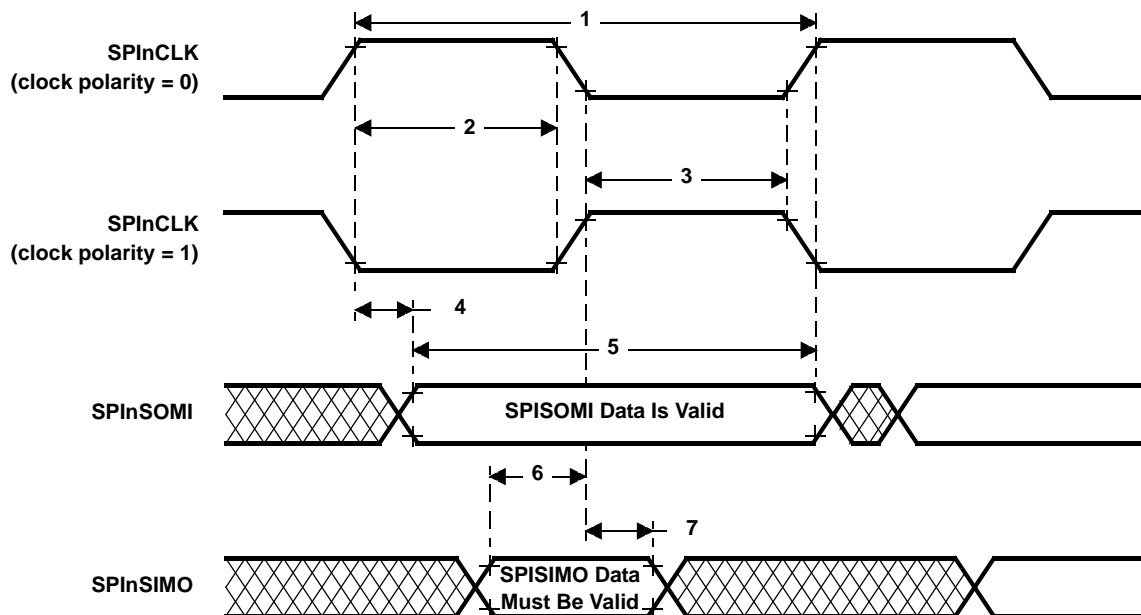 1
SPInCLK
(clock polarity = 0)
2
3
SPInCLK
(clock polarity = 1)
4
5
SPInSOMI
SPISOMI Data Is Valid
6
7
SPInSIMO
SPISIMO Data
Must Be Valid